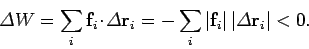 ΔW = ∑_i f_i · Δr_i = − ∑_i |f_i| |Δr_i| < 0.